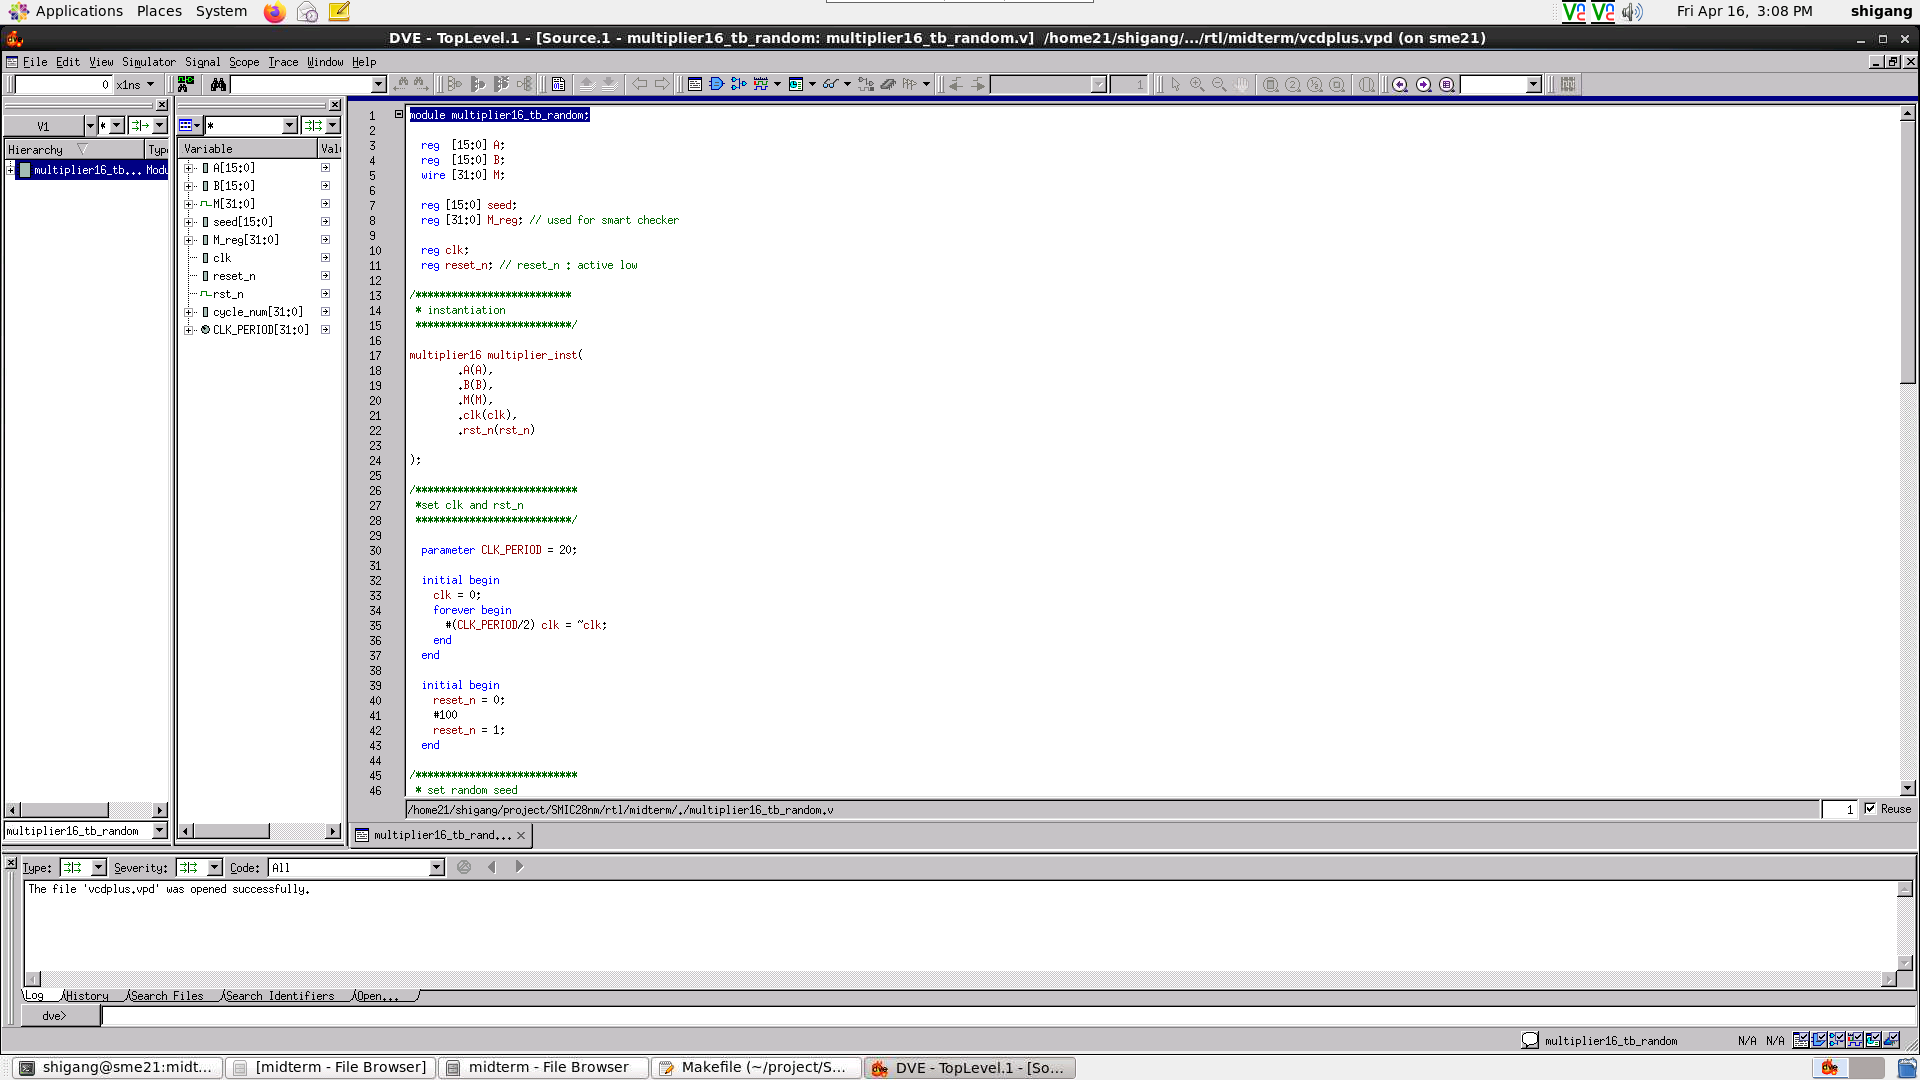 Applications Places System
Fri Apr 16, 3:08 PM shigang
DVE - TopLevel.1 - [Source.1 - multiplier16_tb_random: multiplier16_tb_random.v] /home21/shigang/.../rtl/midterm/vcdplus.vpd (on sme21)
File Edit View Simulator Signal Scope Trace Window Help
0 x1ns
1
V1 *
Hierarchy Type
multiplier16_tb... Modu
*
Variable Valu
A[15:0]
B[15:0]
M[31:0]
seed[15:0]
M_reg[31:0]
clk
reset_n
rst_n
cycle_num[31:0]
CLK_PERIOD[31:0]
multiplier16_tb_random
1 module multiplier16_tb_random;
2
3 reg [15:0] A;
4 reg [15:0] B;
5 wire [31:0] M;
6
7 reg [15:0] seed;
8 reg [31:0] M_reg; // used for smart checker
9
10 reg clk;
11 reg reset_n; // reset_n : active low
12
13 /**************************
14 * instantiation
15 **************************/
16
17 multiplier16 multiplier_inst(
18 .A(A),
19 .B(B),
20 .M(M),
21 .clk(clk),
22 .rst_n(rst_n)
23
24 );
25
26 /***************************
27 *set clk and rst_n
28 **************************/
29
30 parameter CLK_PERIOD = 20;
31
32 initial begin
33 clk = 0;
34 forever begin
35 #(CLK_PERIOD/2) clk = ~clk;
36 end
37 end
38
39 initial begin
40 reset_n = 0;
41 #100
42 reset_n = 1;
43 end
44
45 /***************************
46 * set random seed
/home21/shigang/project/SMIC28nm/rtl/midterm/./multiplier16_tb_random.v 1 Reuse
multiplier16_tb_rand...
Type: Severity: Code: All
The file 'vcdplus.vpd' was opened successfully.
Log History Search Files Search Identifiers Open...
dve>
multiplier16_tb_random N/A N/A
shigang@sme21:midt... [midterm - File Browser] midterm - File Browser Makefile (~/project/S... DVE - TopLevel.1 - [So...